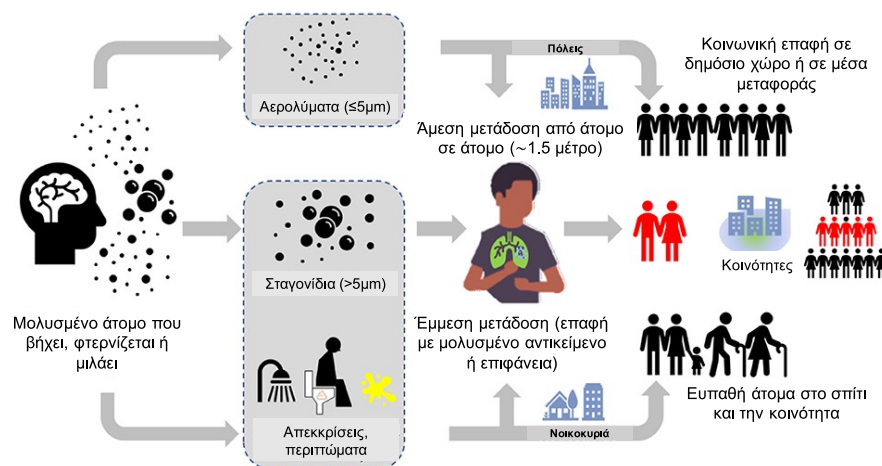 Πόλεις
Κοινωνική επαφή σε
δημόσιο χώρο ή σε μέσα
μεταφοράς
Αερολύματα (≤5μm)
Άμεση μετάδοση από άτομο
σε άτομο (~1.5 μέτρο)
Σταγονίδια (>5μm)
Κοινότητες
Μολυσμένο άτομο που
βήχει, φτερνίζεται ή
μιλάει
Έμμεση μετάδοση (επαφή
με μολυσμένο αντικείμενο
ή επιφάνεια)
Απεκκρίσεις,
περιττώματα
Νοικοκυριά
Ευπαθή άτομα στο σπίτι
και την κοινότητα